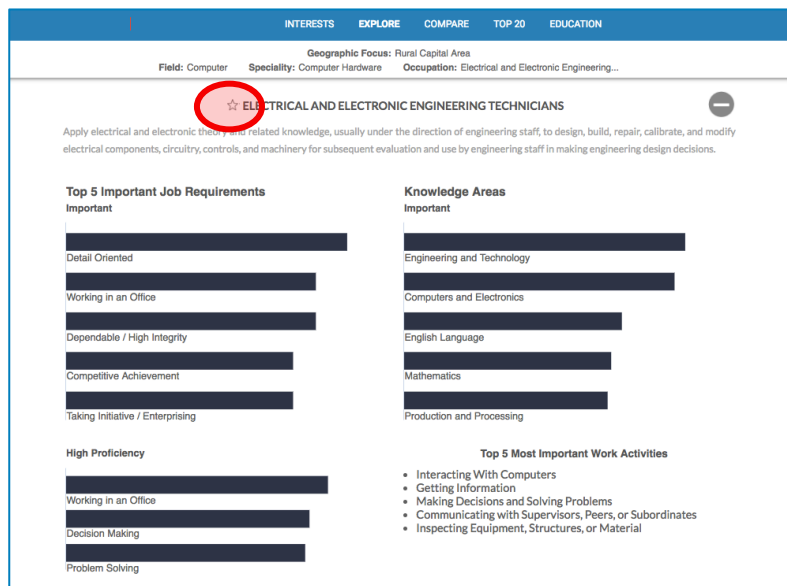 INTERESTS EXPLORE COMPARE TOP 20 EDUCATION
Geographic Focus: Rural Capital Area
Field: Computer Speciality: Computer Hardware Occupation: Electrical and Electronic Engineering...
ELECTRICAL AND ELECTRONIC ENGINEERING TECHNICIANS
Apply electrical and electronic theory and related knowledge, usually under the direction of engineering staff, to design, build, repair, calibrate, and modify
electrical components, circuitry, controls, and machinery for subsequent evaluation and use by engineering staff in making engineering design decisions.
Top 5 Important Job Requirements
Important
Detail Oriented
Working in an Office
Dependable / High Integrity
Competitive Achievement
Taking Initiative / Enterprising
Knowledge Areas
Important
Engineering and Technology
Computers and Electronics
English Language
Mathematics
Production and Processing
High Proficiency
Working in an Office
Decision Making
Problem Solving
Top 5 Most Important Work Activities
• Interacting With Computers
• Getting Information
• Making Decisions and Solving Problems
• Communicating with Supervisors, Peers, or Subordinates
• Inspecting Equipment, Structures, or Material